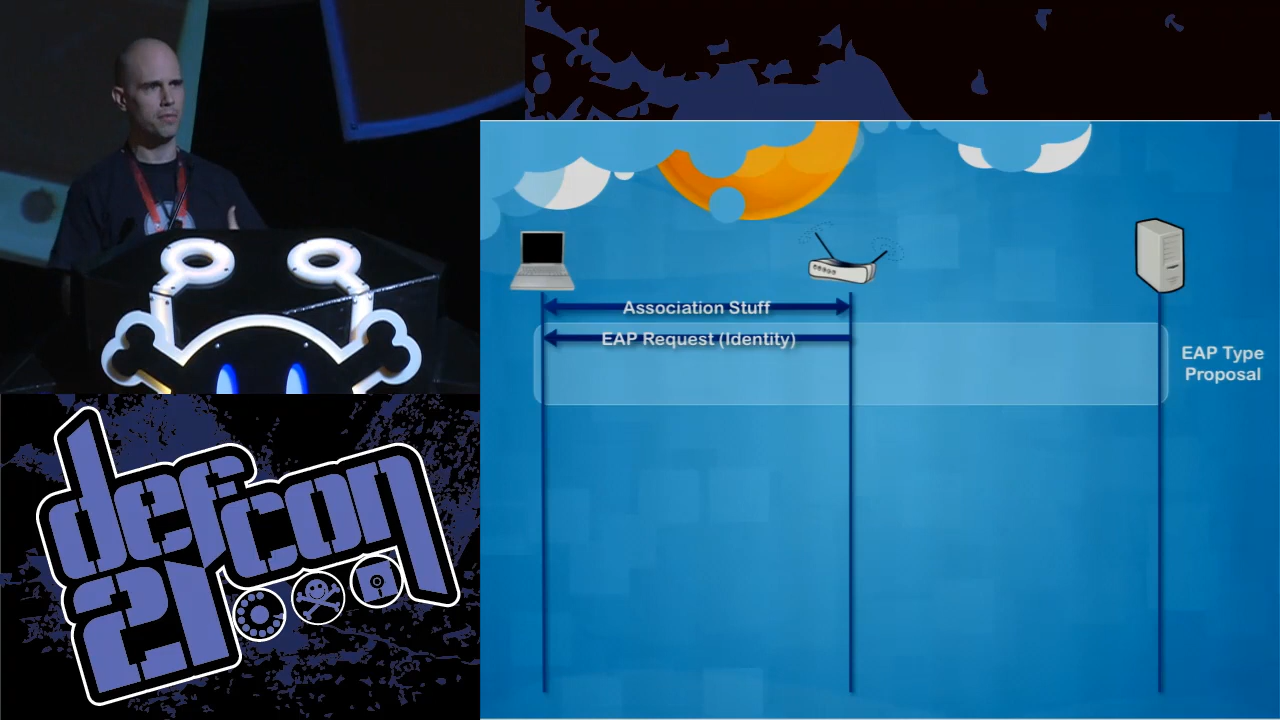 Association Stuff
EAP Request (Identity)
EAP Type
Proposal
defcon
21